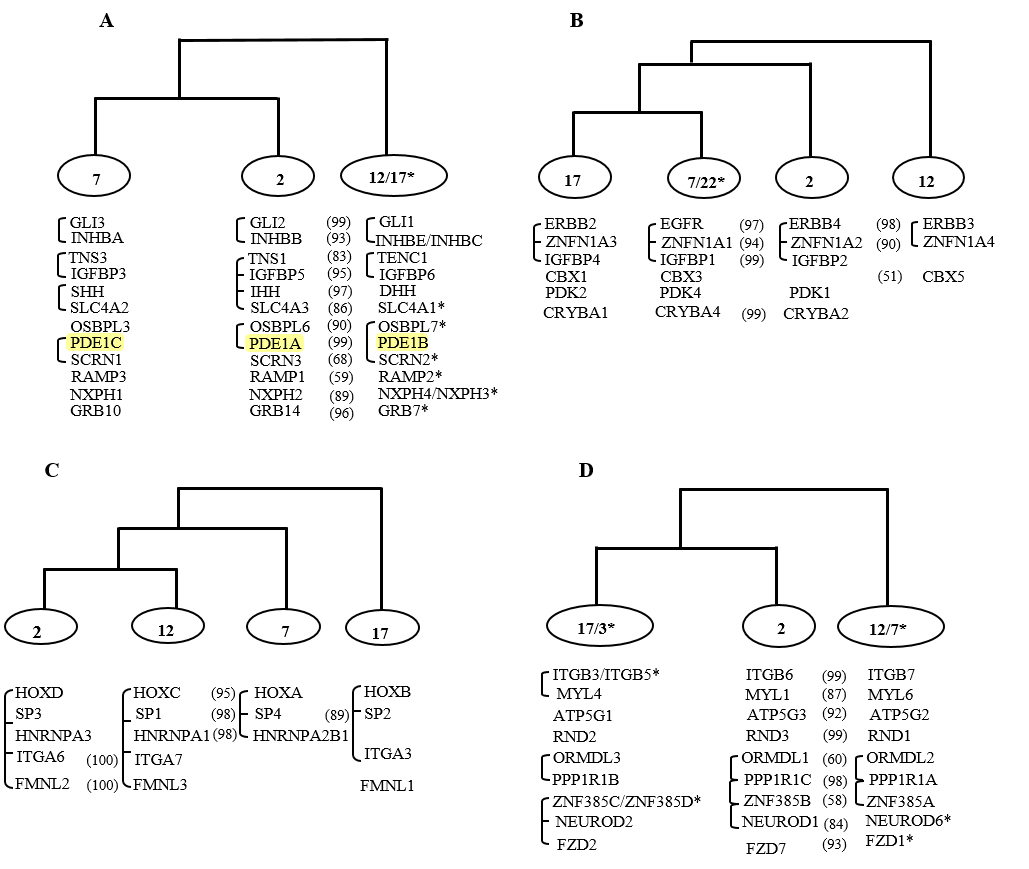 A
7 2 12/17*
GLI3 GLI2 (99) GLI1
INHBA INHBB (93) INHBE/INHBC
TNS3 TNS1 (83) TENC1
IGFBP3 IGFBP5 (95) IGFBP6
SHH IHH (97) DHH
SLC4A2 SLC4A3 (86) SLC4A1*
OSBPL3 OSBPL6 (90) OSBPL7*
PDE1C PDE1A (99) PDE1B
SCRN1 SCRN3 (68) SCRN2*
RAMP3 RAMP1 (59) RAMP2*
NXPH1 NXPH2 (89) NXPH4/NXPH3*
GRB10 GRB14 (96) GRB7*
B
17 7/22* 2 12
ERBB2 EGFR (97) ERBB4 (98) ERBB3
ZNFN1A3 ZNFN1A1 (94) ZNFN1A2 (90) ZNFN1A4
IGFBP4 IGFBP1 (99) IGFBP2
CBX1 CBX3 (51) CBX5
PDK2 PDK4 PDK1
CRYBA1 CRYBA4 (99) CRYBA2
C
2 12 7 17
HOXD HOXC (95) HOXA HOXB
SP3 SP1 (98) SP4 (89) SP2
HNRNPA3 HNRNPA1 (98) HNRNPA2B1
ITGA6 (100) ITGA7 ITGA3
FMNL2 (100) FMNL3 FMNL1
D
17/3* 2 12/7*
ITGB3/ITGB5* ITGB6 (99) ITGB7
MYL4 MYL1 (87) MYL6
ATP5G1 ATP5G3 (92) ATP5G2
RND2 RND3 (99) RND1
ORMDL3 ORMDL1 (60) ORMDL2
PPP1R1B PPP1R1C (98) PPP1R1A
ZNF385C/ZNF385D* ZNF385B (58) ZNF385A
NEUROD2 NEUROD1 (84) NEUROD6*
FZD2 FZD7 (93) FZD1*